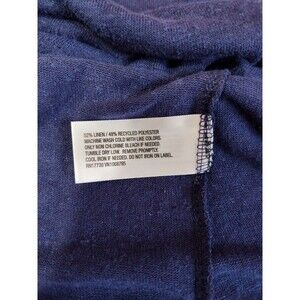 52% LINEN / 48% RECYCLED POLYESTER
MACHINE WASH COLD WITH LIKE COLORS.
ONLY NON CHLORINE BLEACH IF NEEDED.
TUMBLE DRY LOW. REMOVE PROMPTLY.
COOL IRON IF NEEDED. DO NOT IRON ON LABEL.